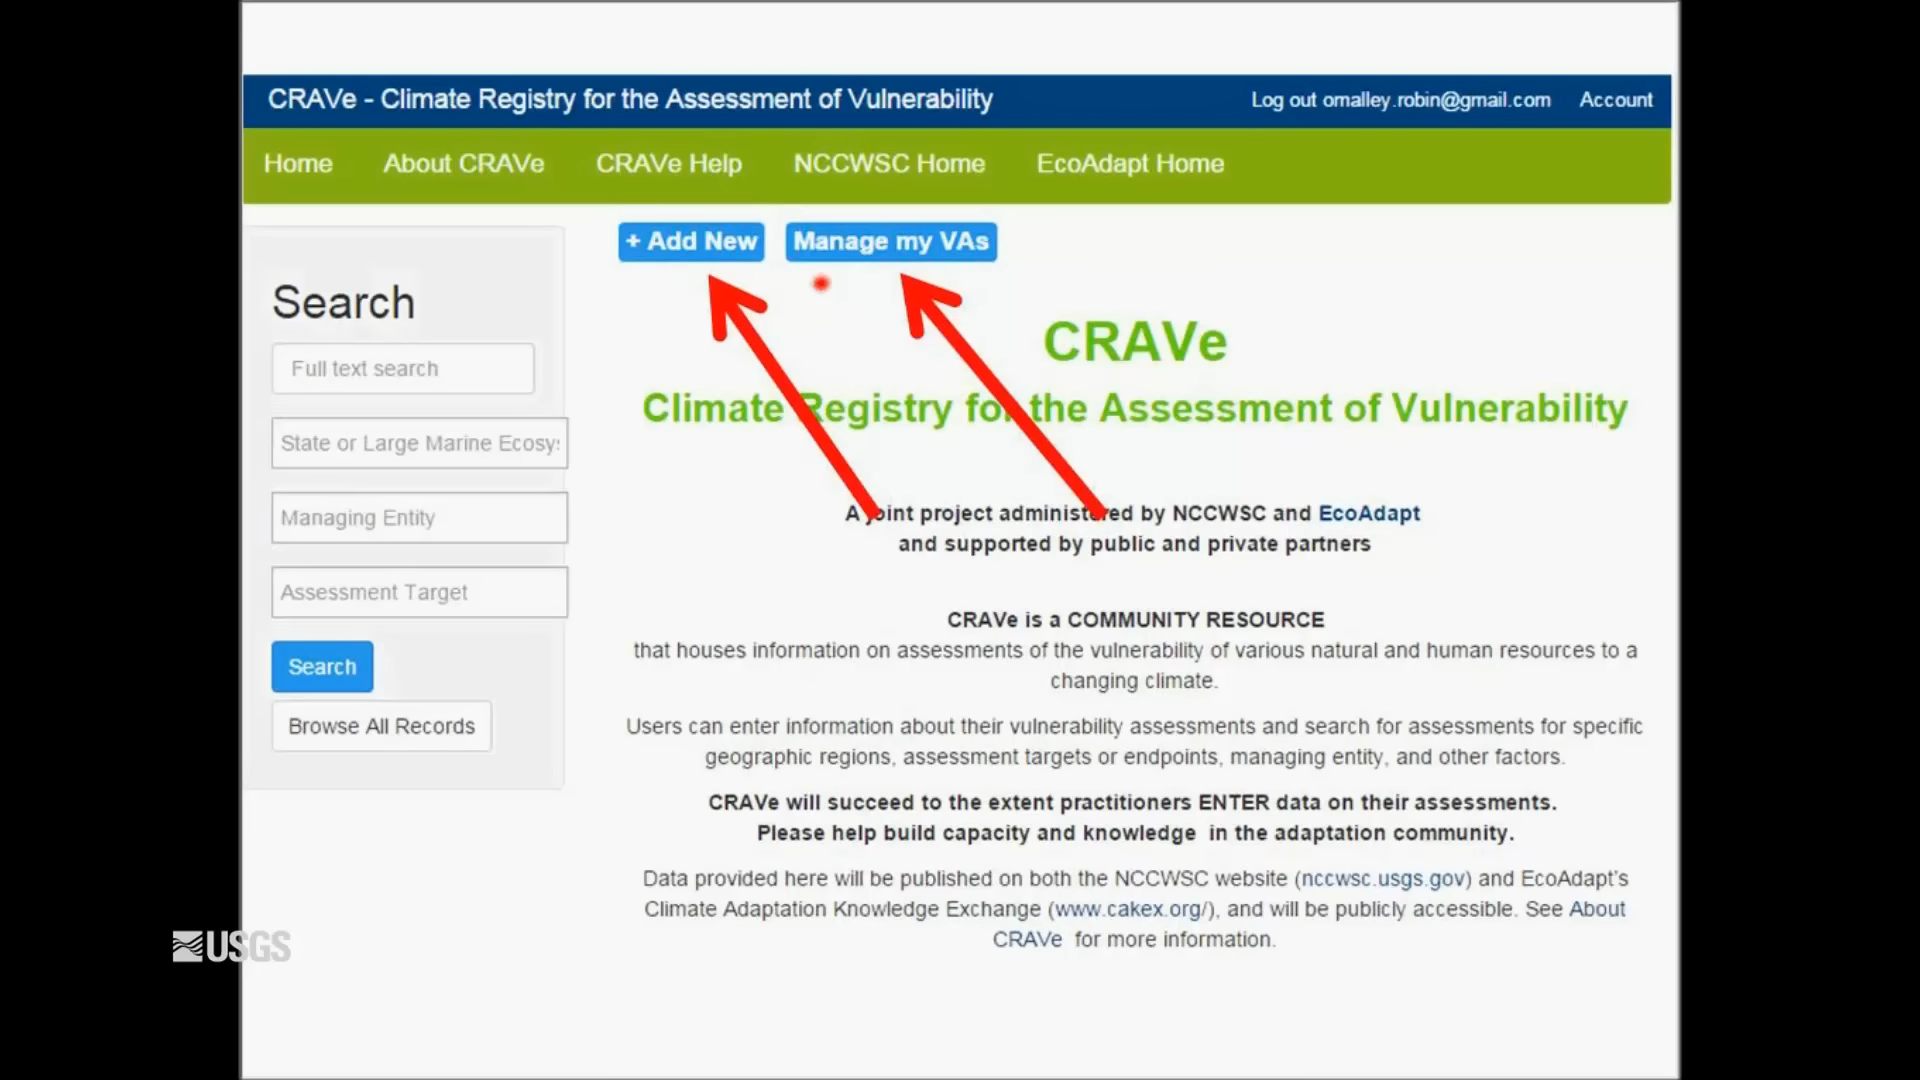 CRAVe - Climate Registry for the Assessment of Vulnerability
Log out omalley.robin@gmail.com Account
Home About CRAVe CRAVe Help NCCWSC Home EcoAdapt Home
+ Add New Manage my VAs
Search
Full text search
State or Large Marine Ecosy
Managing Entity
Assessment Target
Search
Browse All Records
CRAVe
Climate Registry for the Assessment of Vulnerability
A joint project administered by NCCWSC and EcoAdapt
and supported by public and private partners
CRAVe is a COMMUNITY RESOURCE
that houses information on assessments of the vulnerability of various natural and human resources to a
changing climate.
Users can enter information about their vulnerability assessments and search for assessments for specific
geographic regions, assessment targets or endpoints, managing entity, and other factors.
CRAVe will succeed to the extent practitioners ENTER data on their assessments.
Please help build capacity and knowledge in the adaptation community.
Data provided here will be published on both the NCCWSC website (nccwsc.usgs.gov) and EcoAdapt's
Climate Adaptation Knowledge Exchange (www.cakex.org/), and will be publicly accessible. See About
CRAVe for more information.
USGS